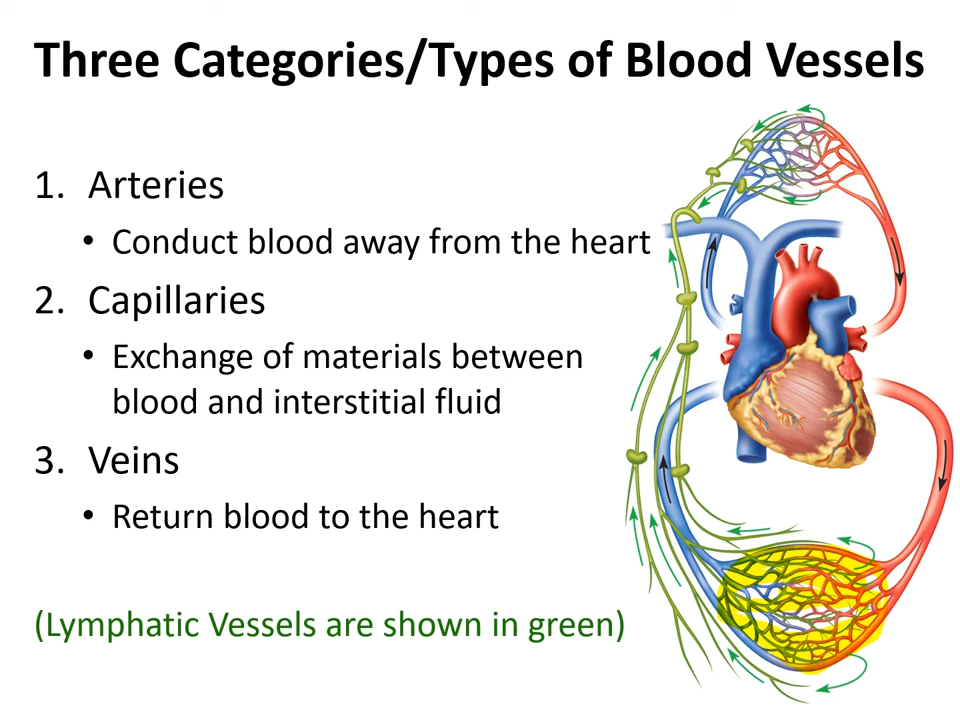 Three Categories/Types of Blood Vessels
1. Arteries
• Conduct blood away from the heart
2. Capillaries
• Exchange of materials between
blood and interstitial fluid
3. Veins
• Return blood to the heart
(Lymphatic Vessels are shown in green)